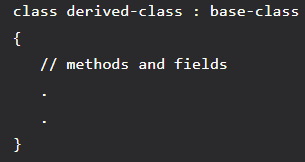 class derived-class : base-class
{
// methods and fields
.
.
}